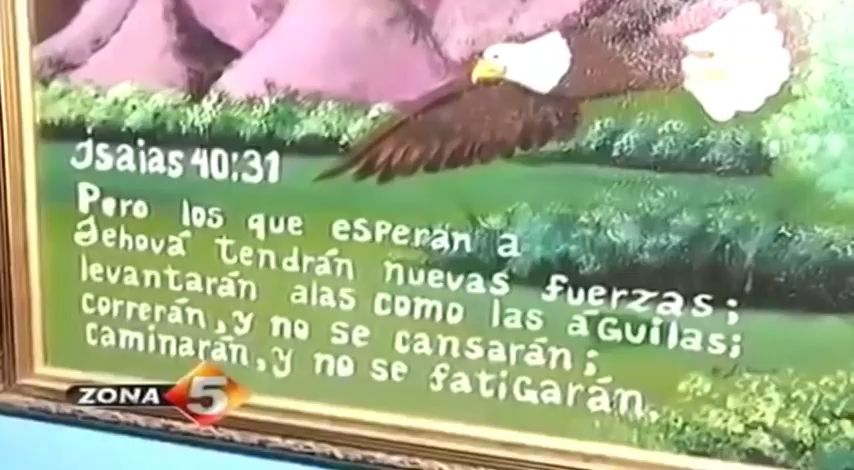 Isaias 40:31
Pero los que esperan a
Jehová tendrán nuevas fuerzas;
levantarán alas como las águilas;
correrán, y no se cansarán;
caminarán, y no se fatigarán.
ZONA 5